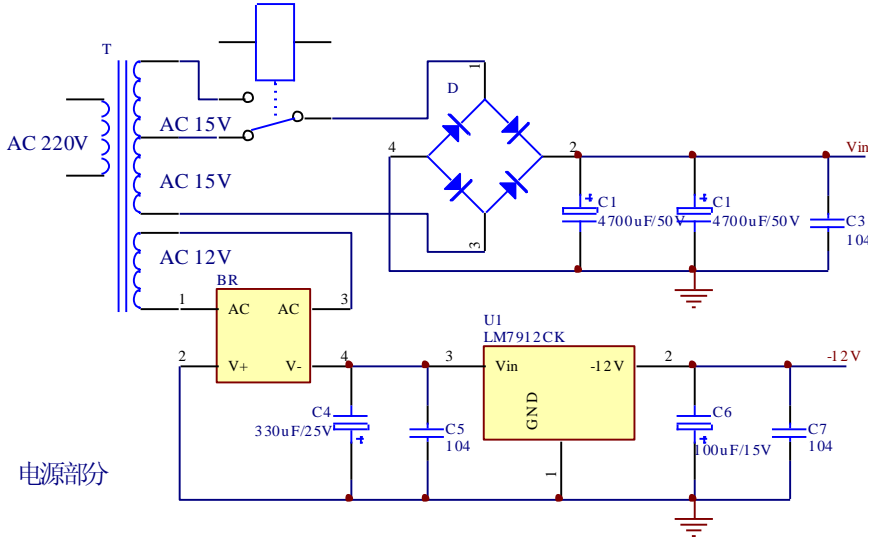 T
AC 220V
AC 15V
AC 15V
AC 12V
D
1
4
2
3
Vin
C1
4700uF/50V
C1
4700uF/50V
C3
104
BR
1
AC
AC
3
2
V+
V-
4
U1
LM7912CK
3
Vin
-12V
2
GND
1
-12V
C4
330uF/25V
C5
104
C6
100uF/15V
C7
104
电源部分